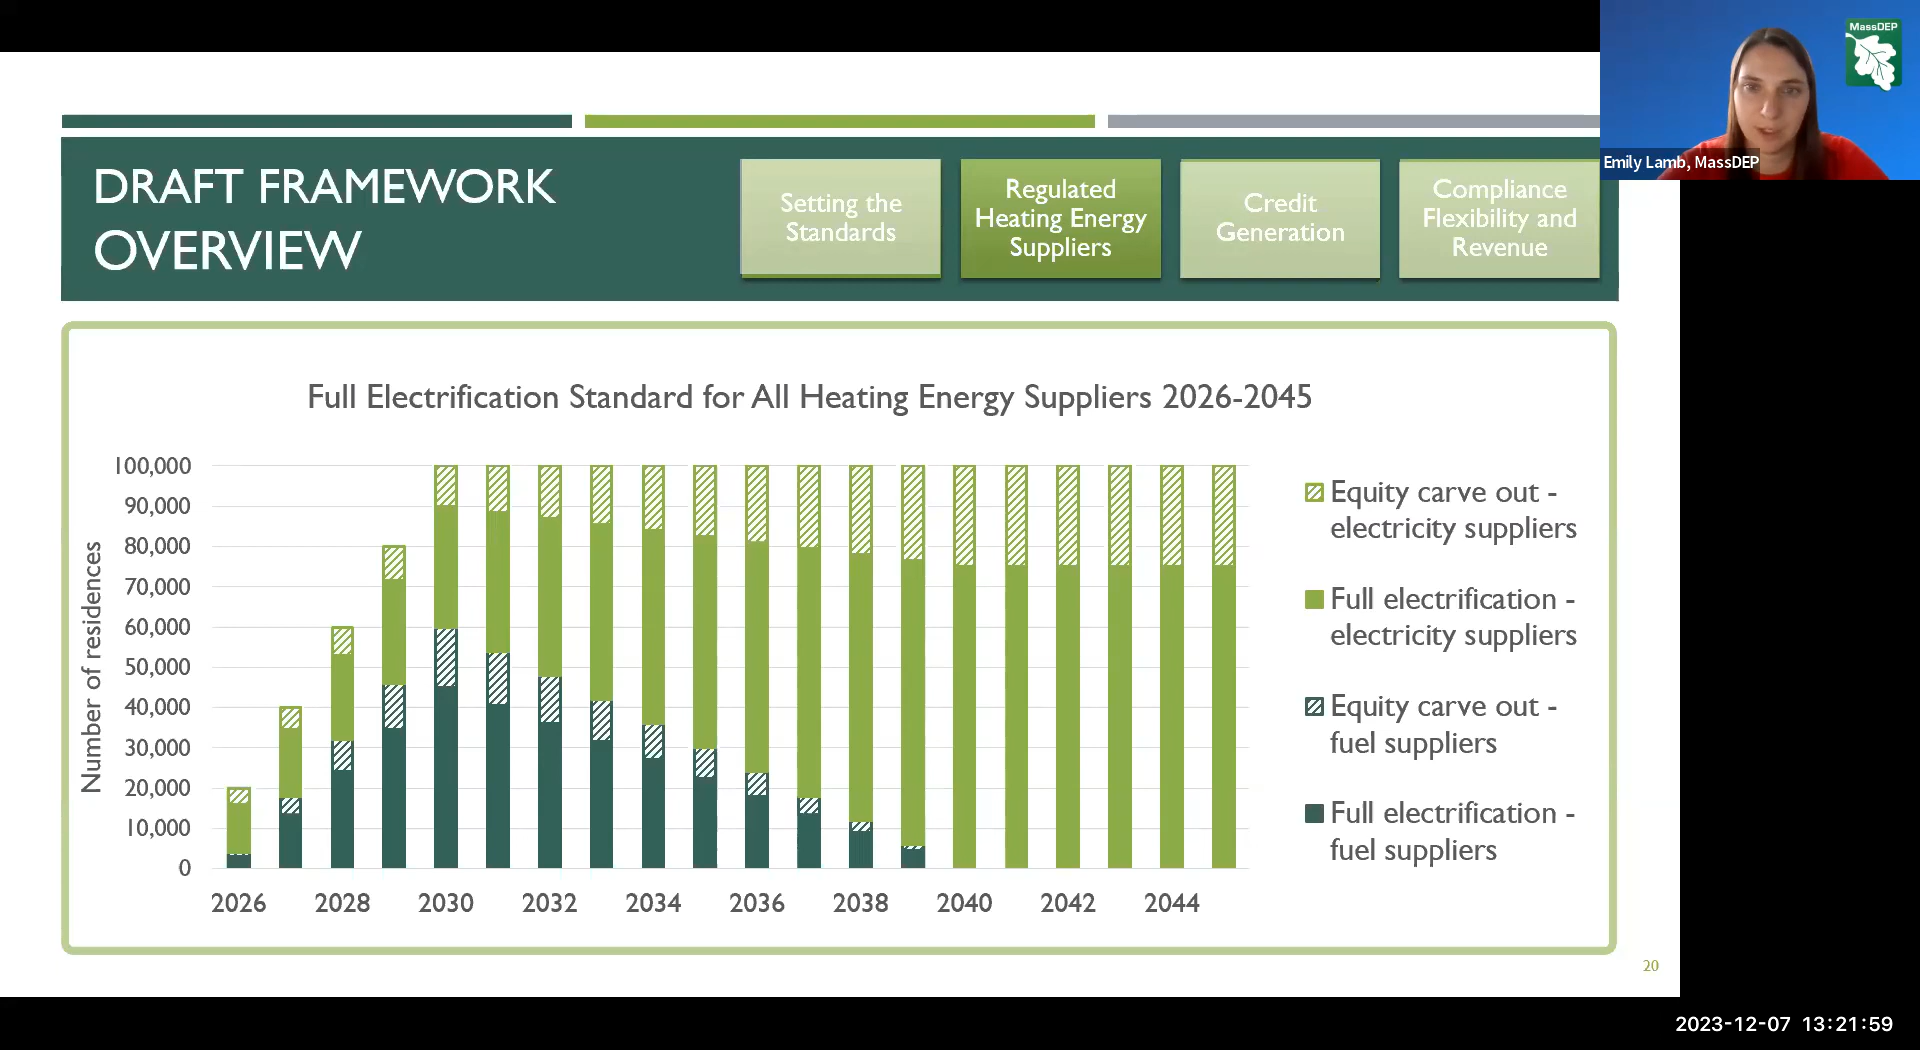 MassDEP
Emily Lamb, MassDEP
DRAFT FRAMEWORK
OVERVIEW
Setting the
Standards
Regulated
Heating Energy
Suppliers
Credit
Generation
Compliance
Flexibility and
Revenue
Full Electrification Standard for All Heating Energy Suppliers 2026-2045
Number of residences
100,000
90,000
80,000
70,000
60,000
50,000
40,000
30,000
20,000
10,000
0
2026 2028 2030 2032 2034 2036 2038 2040 2042 2044
Equity carve out -
electricity suppliers
Full electrification -
electricity suppliers
Equity carve out -
fuel suppliers
Full electrification -
fuel suppliers
20
2023-12-07 13:21:59